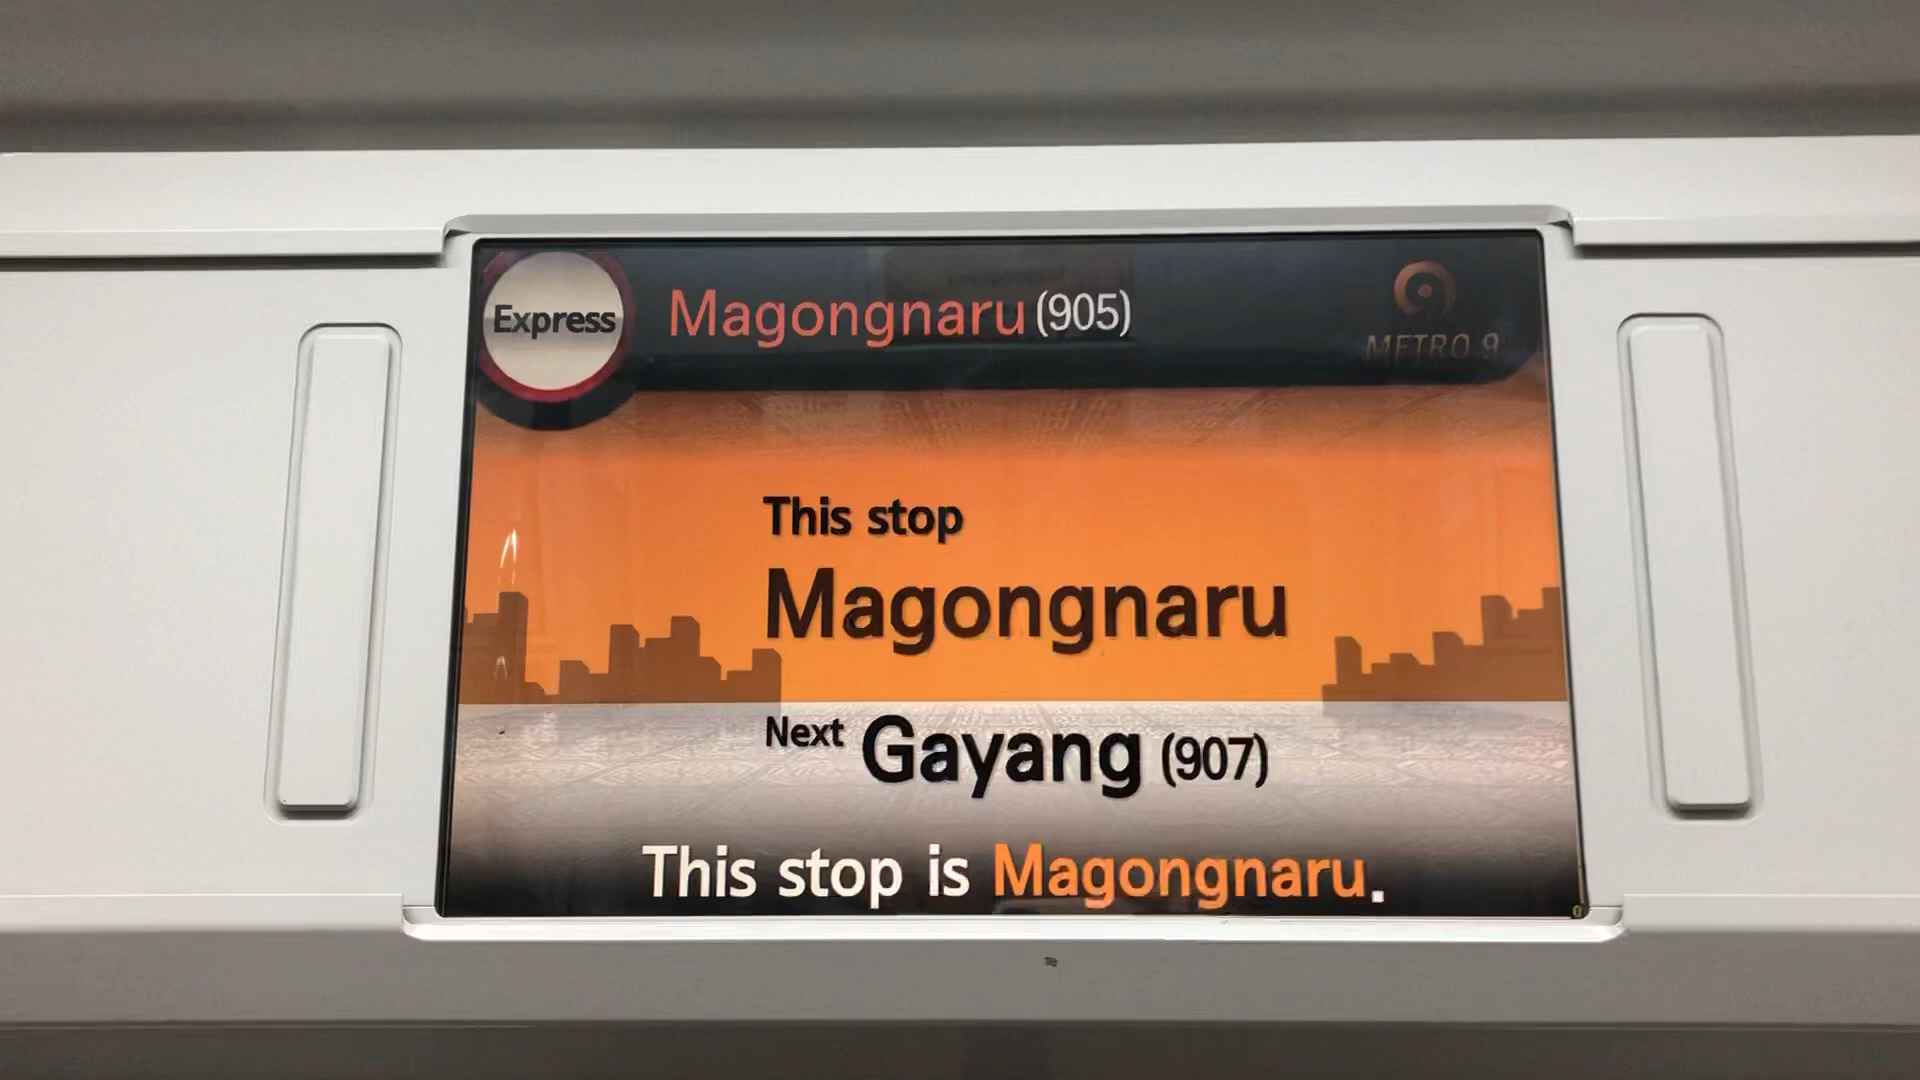 Express
Magongnaru (905)
METRO 9
This stop
Magongnaru
Next Gayang (907)
This stop is Magongnaru.